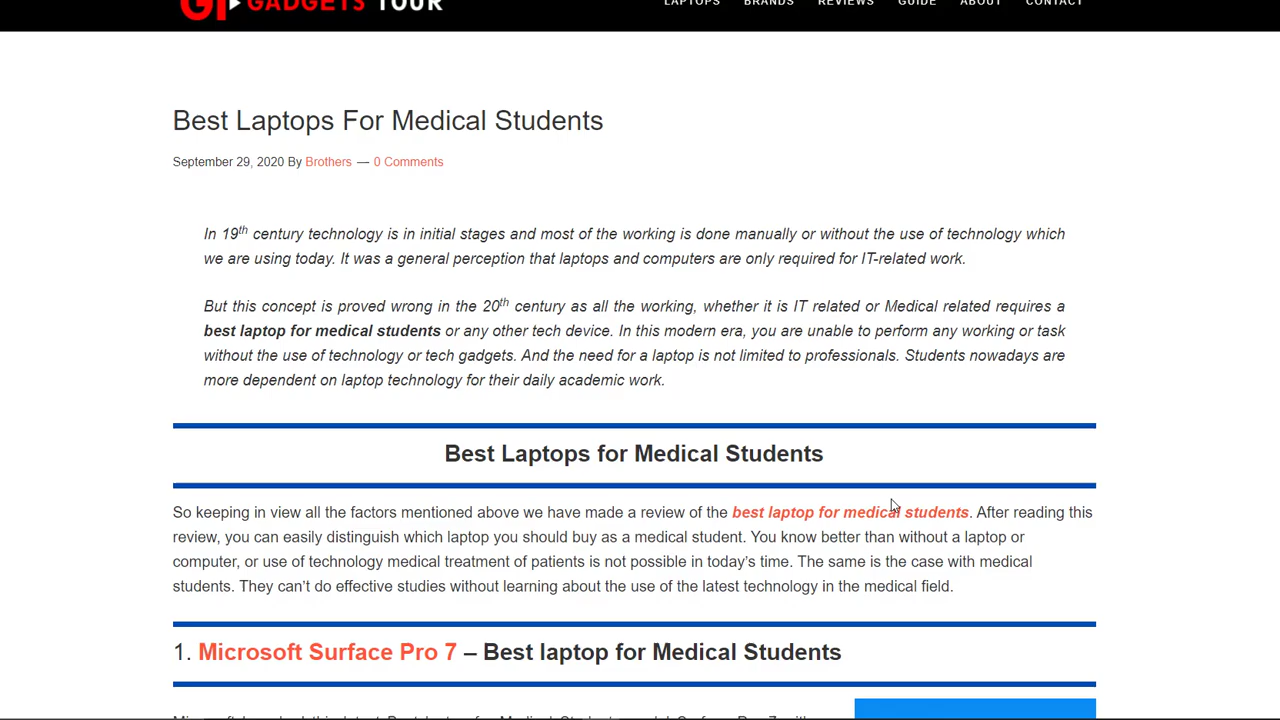 GADGETS TOUR
LAPTOPS BRANDS REVIEWS GUIDE ABOUT CONTACT
Best Laptops For Medical Students
September 29, 2020 By Brothers — 0 Comments
In 19th century technology is in initial stages and most of the working is done manually or without the use of technology which
we are using today. It was a general perception that laptops and computers are only required for IT-related work.
But this concept is proved wrong in the 20th century as all the working, whether it is IT related or Medical related requires a
best laptop for medical students or any other tech device. In this modern era, you are unable to perform any working or task
without the use of technology or tech gadgets. And the need for a laptop is not limited to professionals. Students nowadays are
more dependent on laptop technology for their daily academic work.
Best Laptops for Medical Students
So keeping in view all the factors mentioned above we have made a review of the best laptop for medical students. After reading this
review, you can easily distinguish which laptop you should buy as a medical student. You know better than without a laptop or
computer, or use of technology medical treatment of patients is not possible in today’s time. The same is the case with medical
students. They can’t do effective studies without learning about the use of the latest technology in the medical field.
1. Microsoft Surface Pro 7 – Best laptop for Medical Students